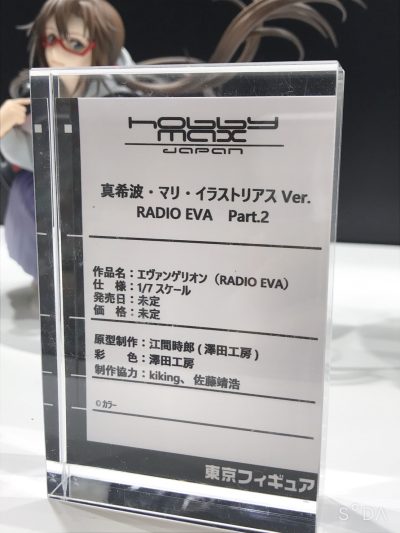 hobby
max
JAPAN
真希波・マリ・イラストリアス Ver.
RADIO EVA Part.2
作品名：エヴァンゲリオン（RADIO EVA）
仕　様：1/7 スケール
発売日：未定
価　格：未定
原型制作：江間時郎 ( 澤田工房 )
彩　　色：澤田工房
制作協力：kiking、佐藤靖浩
©カラー
東京フィギュア
SODA